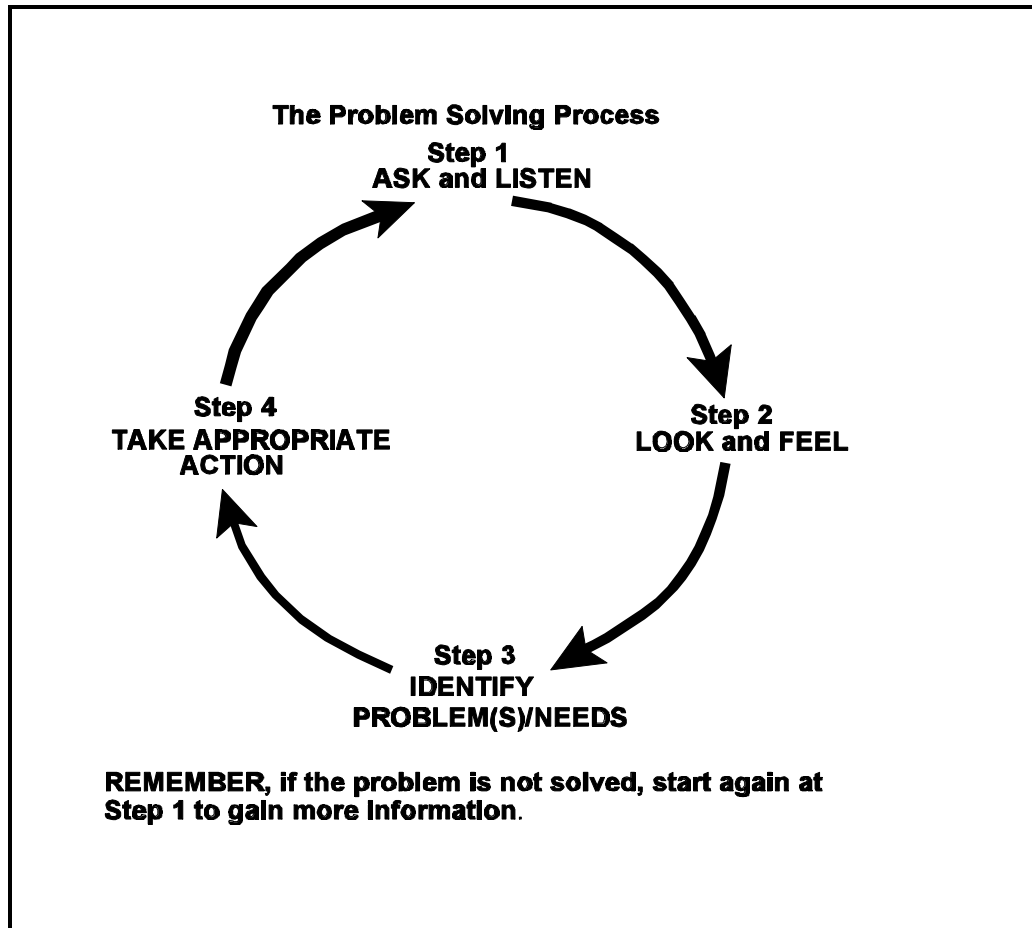 The Problem Solving Process
Step 1
ASK and LISTEN
Step 2
LOOK and FEEL
Step 3
IDENTIFY
PROBLEM(S)/NEEDS
Step 4
TAKE APPROPRIATE
ACTION
REMEMBER, if the problem is not solved, start again at
Step 1 to gain more information.